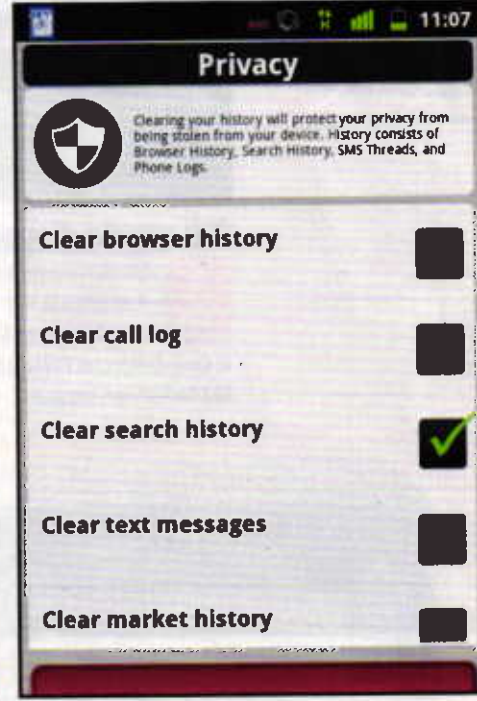 11:07
Privacy
Clearing your history will protect your privacy from
being stolen from your device. History consists of
Browser History, Search History, SMS Threads, and
Phone Logs.
Clear browser history
Clear call log
Clear search history
Clear text messages
Clear market history